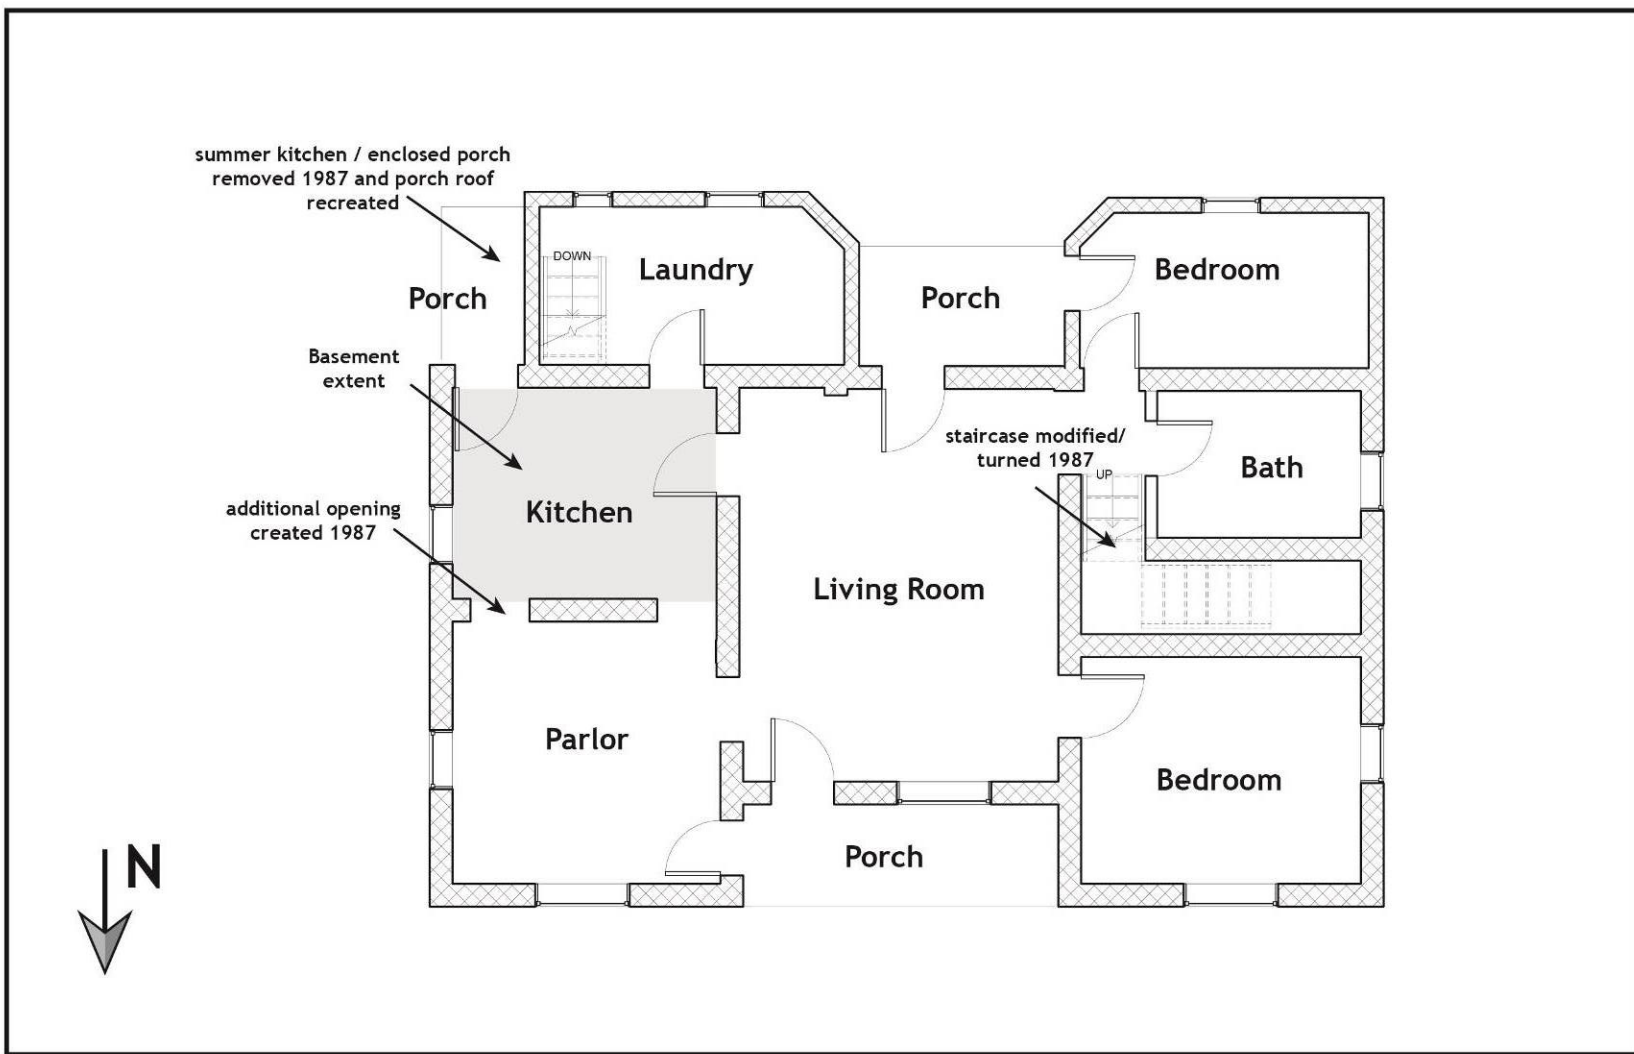 summer kitchen / enclosed porch
removed 1987 and porch roof
recreated
DOWN
Laundry
Bedroom
Porch
Porch
Basement
extent
staircase modified/
turned 1987
UP
Bath
additional opening
created 1987
Kitchen
Living Room
Parlor
Bedroom
Porch
N